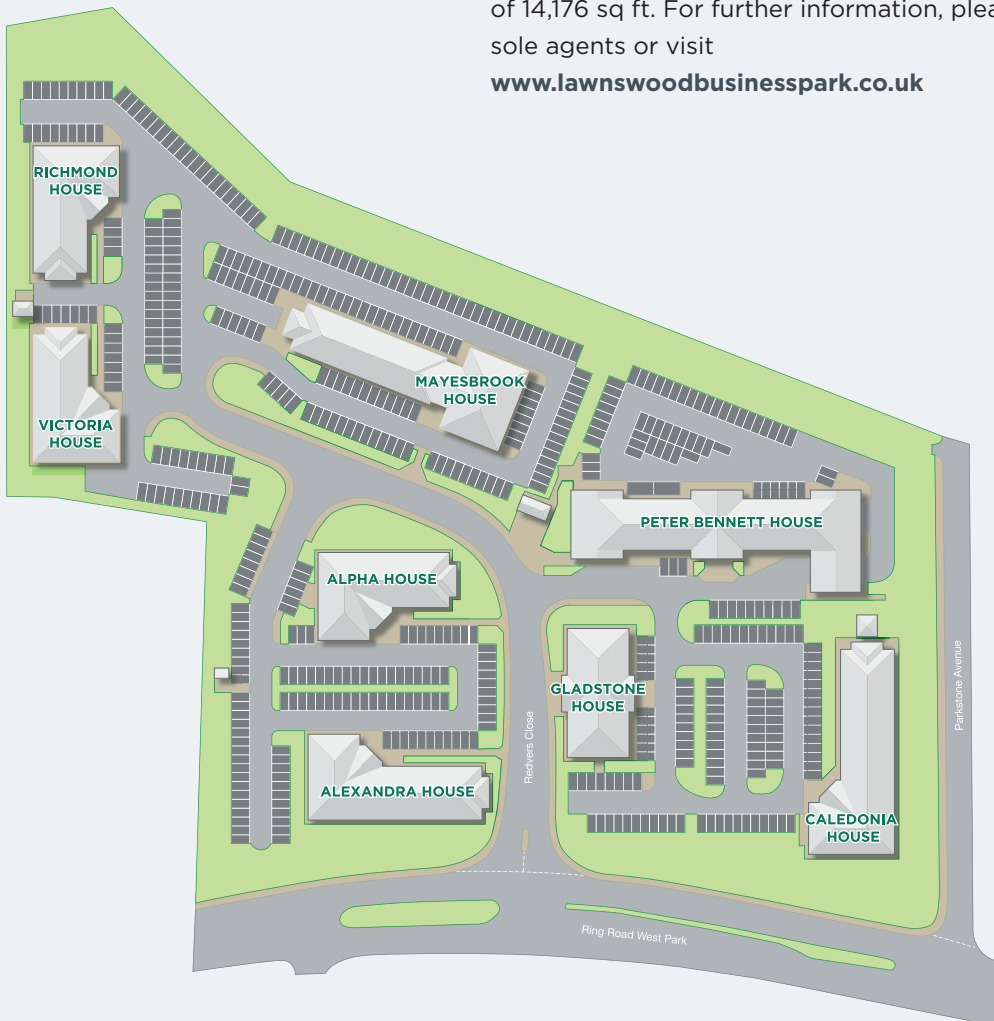 of 14,176 sq ft. For further information,
sole agents or visit
www.lawnswoodbusinesspark.co.uk
RICHMOND
HOUSE
MAYESBROOK
HOUSE
VICTORIA
HOUSE
PETER BENNETT HOUSE
ALPHA HOUSE
GLADSTONE
HOUSE
Parkstone Avenue
Redvers Close
ALEXANDRA HOUSE
CALEDONIA
HOUSE
Ring Road West Park